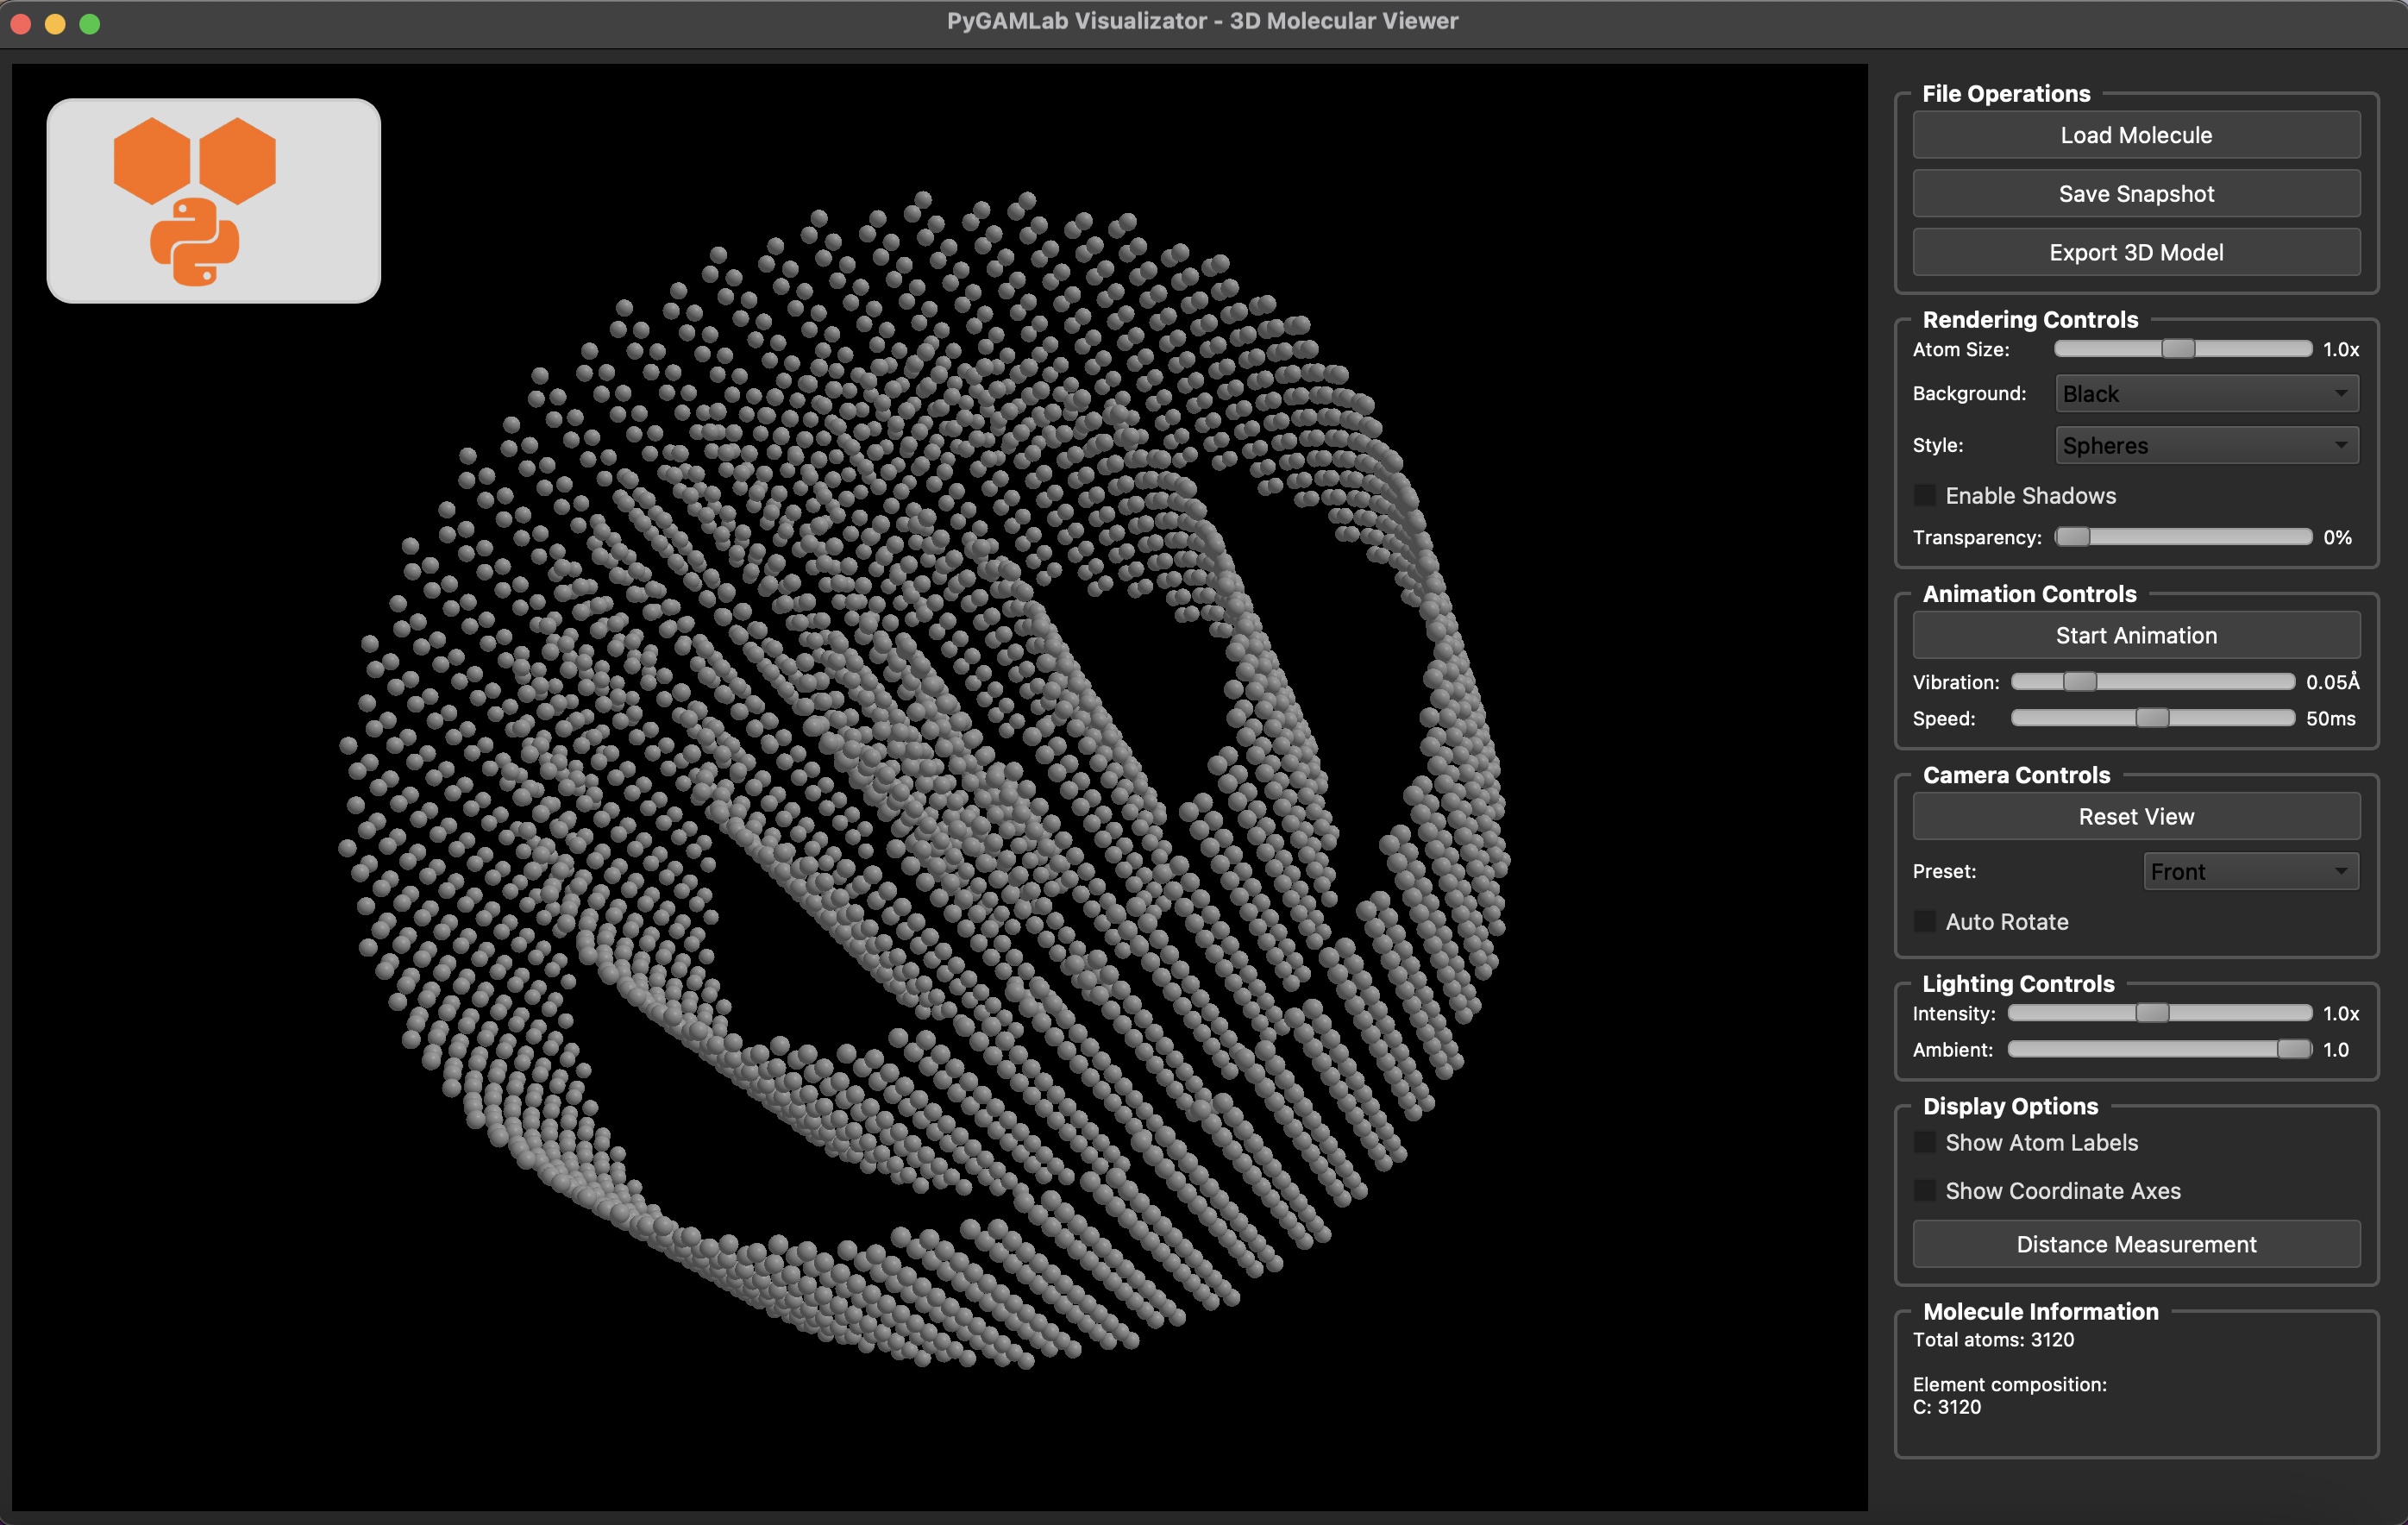 PyGAMLab Visualizator - 3D Molecular Viewer
File Operations
Load Molecule
Save Snapshot
Export 3D Model
Rendering Controls
Atom Size: 1.0x
Background: Black
Style: Spheres
Enable Shadows
Transparency: 0%
Animation Controls
Start Animation
Vibration: 0.05Å
Speed: 50ms
Camera Controls
Reset View
Preset: Front
Auto Rotate
Lighting Controls
Intensity: 1.0x
Ambient: 1.0
Display Options
Show Atom Labels
Show Coordinate Axes
Distance Measurement
Molecule Information
Total atoms: 3120
Element composition:
C: 3120